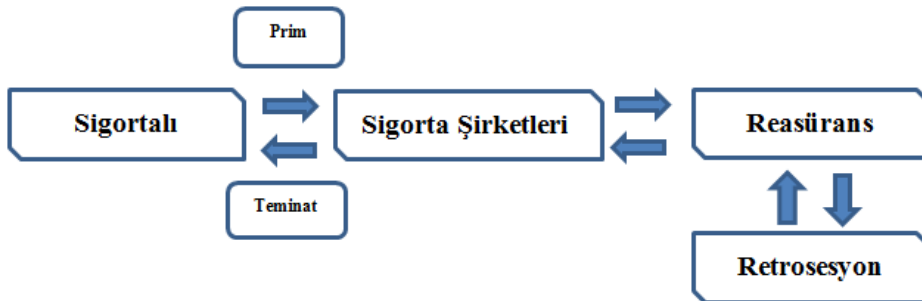 Prim
Sigortalı
Sigorta Şirketleri
Reasürans
Teminat
Retrosesyon